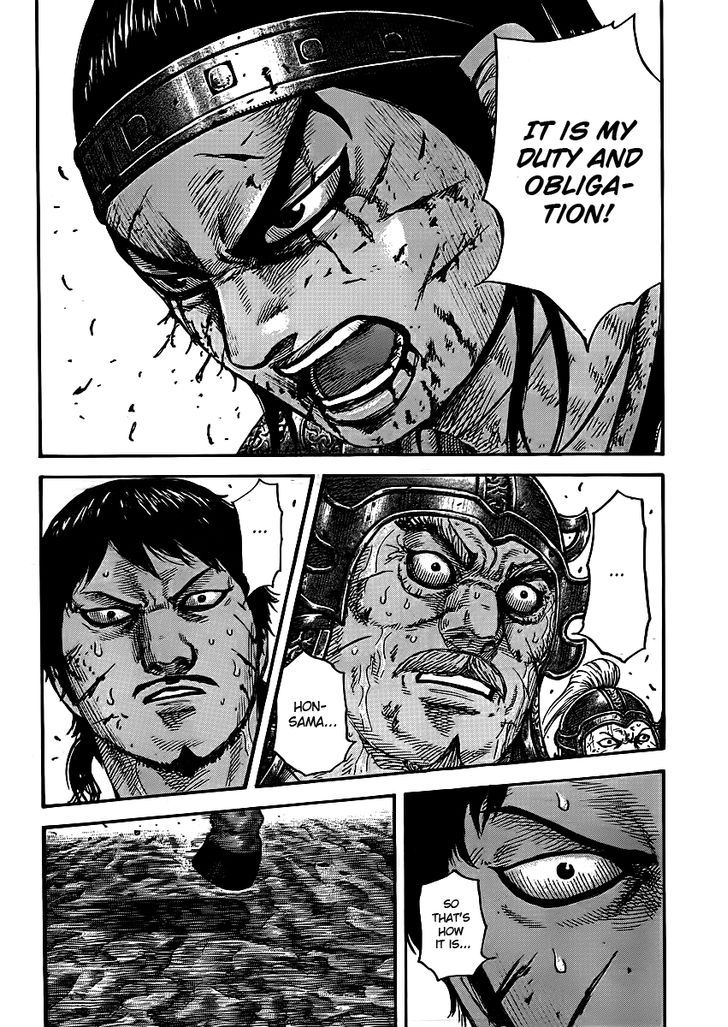 IT IS MY
DUTY AND
OBLIGA-
TION!
...
...
HON-
SAMA...
SO
THAT'S
HOW
IT IS...